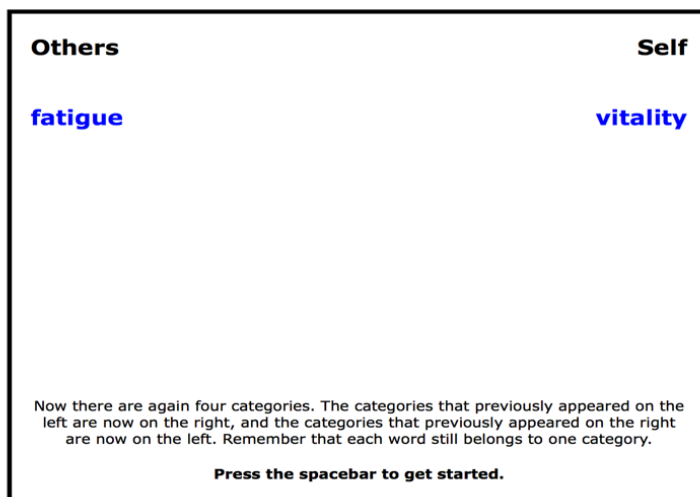 Others Self
fatigue vitality
Now there are again four categories. The categories that previously appeared on the
left are now on the right, and the categories that previously appeared on the right
are now on the left. Remember that each word still belongs to one category.
Press the spacebar to get started.